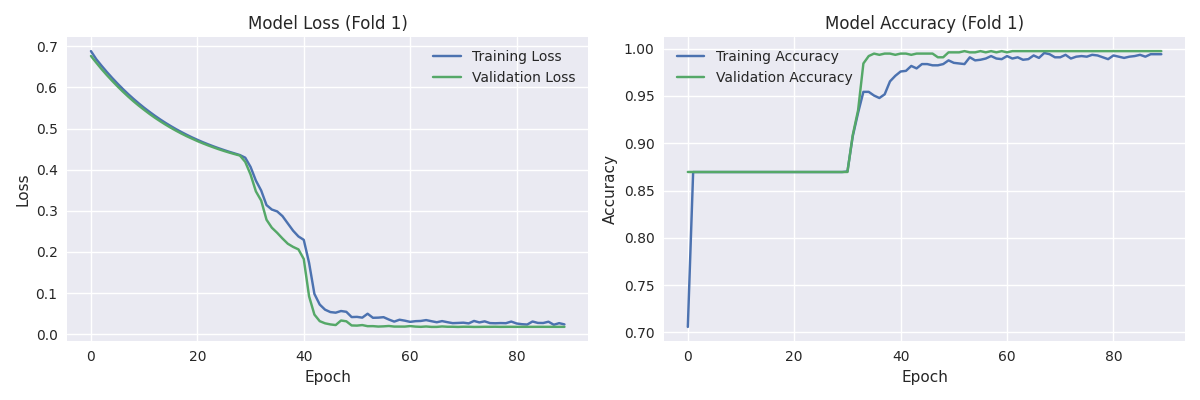 Model Loss (Fold 1)
Training Loss
Validation Loss
0.7
0.6
0.5
0.4
0.3
0.2
0.1
0.0
Loss
0
20
40
60
80
Epoch
Model Accuracy (Fold 1)
Training Accuracy
Validation Accuracy
1.00
0.95
0.90
0.85
0.80
0.75
0.70
Accuracy
0
20
40
60
80
Epoch